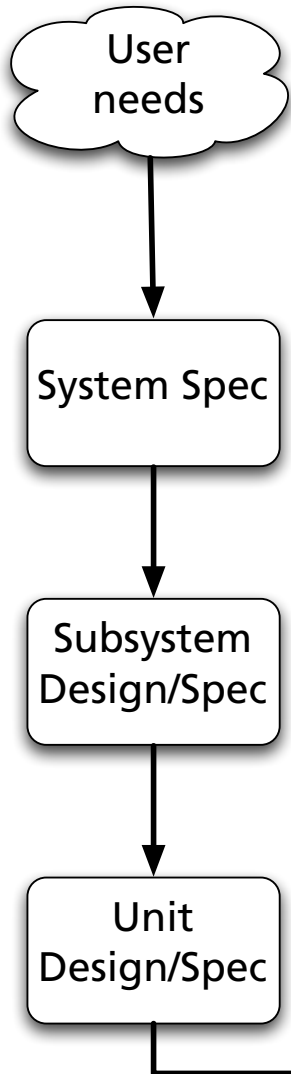 User
needs
System Spec
Subsystem
Design/Spec
Unit
Design/Spec